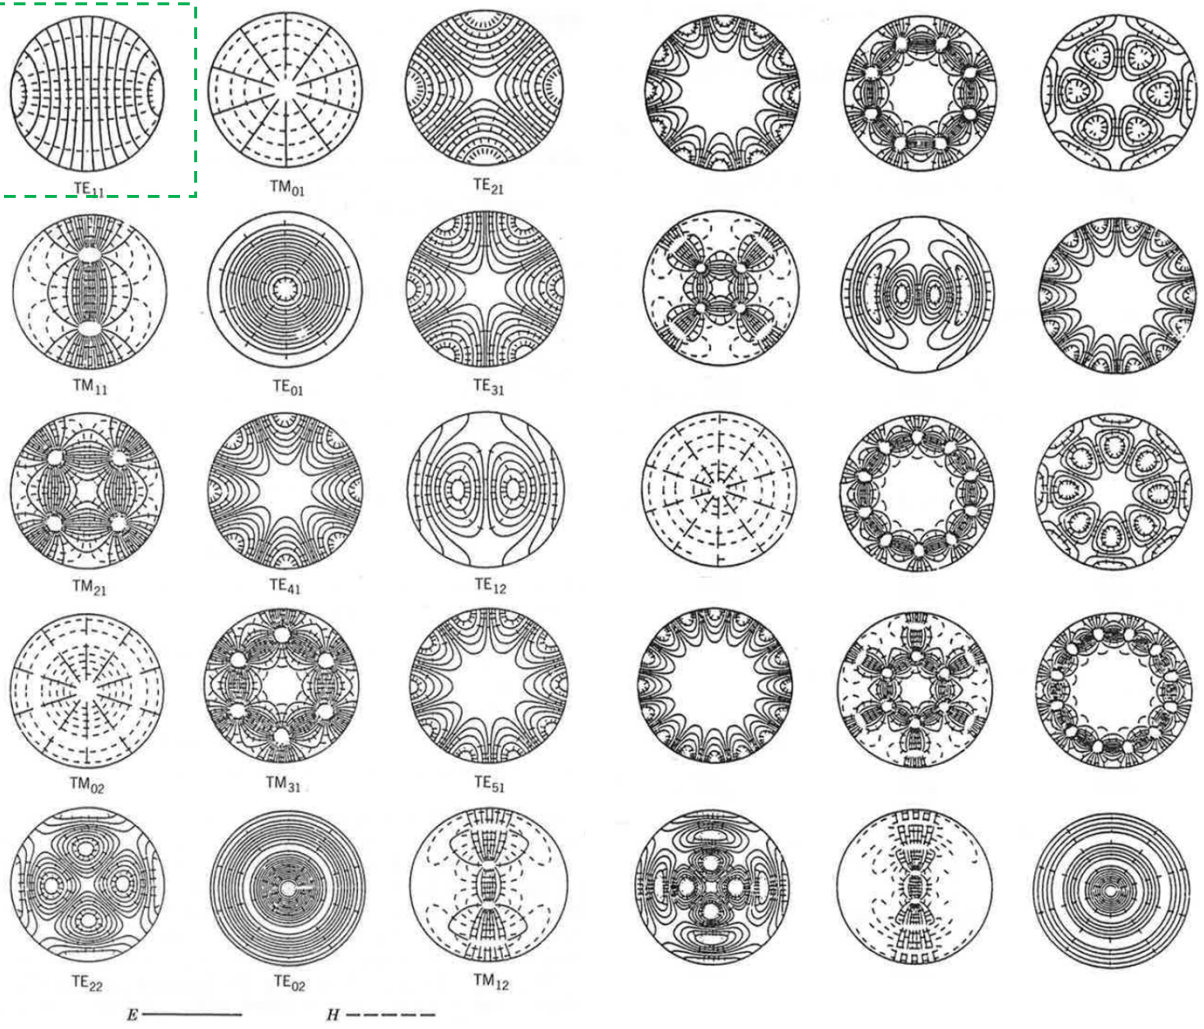 TE₁₁ TM₀₁ TE₂₁
TM₁₁ TE₀₁ TE₃₁
TM₂₁ TE₄₁ TE₁₂
TM₀₂ TM₃₁ TE₅₁
TE₂₂ TE₀₂ TM₁₂
E H